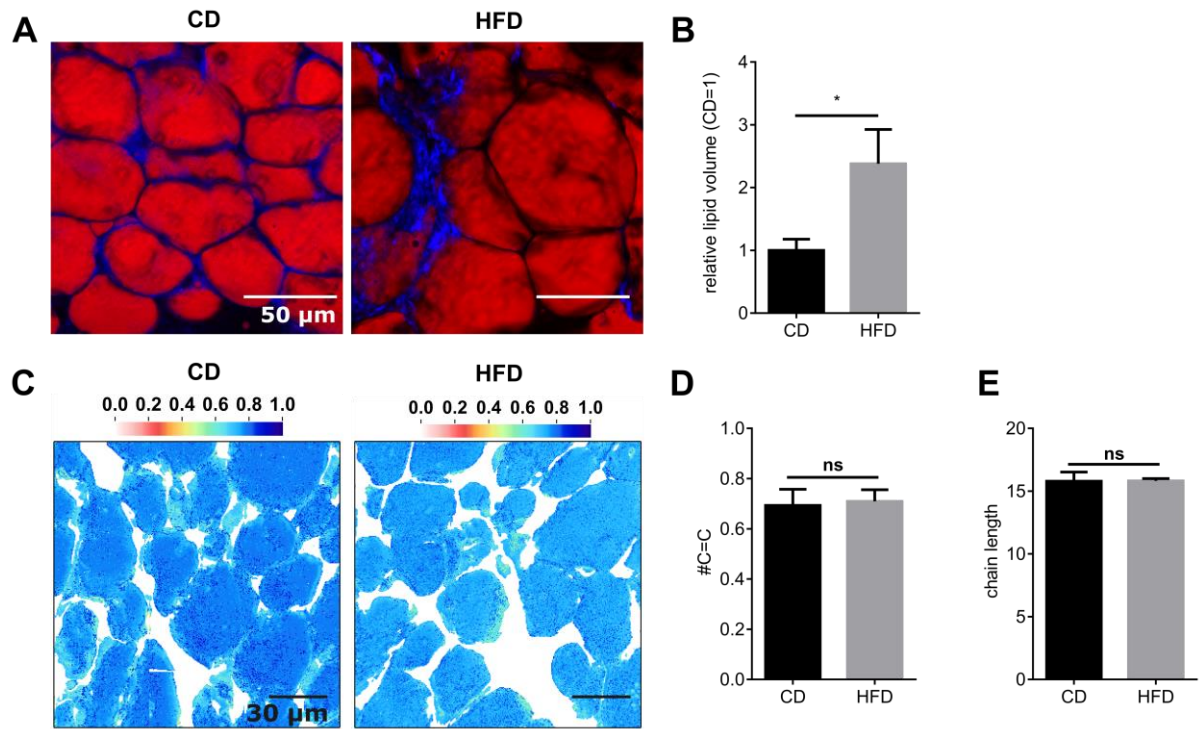 A
CD
HFD
50 µm
B
relative lipid volume (CD=1)
4
3
2
1
0
*
CD
HFD
C
CD
0.0 0.2 0.4 0.6 0.8 1.0
30 µm
HFD
0.0 0.2 0.4 0.6 0.8 1.0
D
#C=C
1.0
0.8
0.6
0.4
0.2
0.0
ns
CD
HFD
E
chain length
20
15
10
5
0
ns
CD
HFD